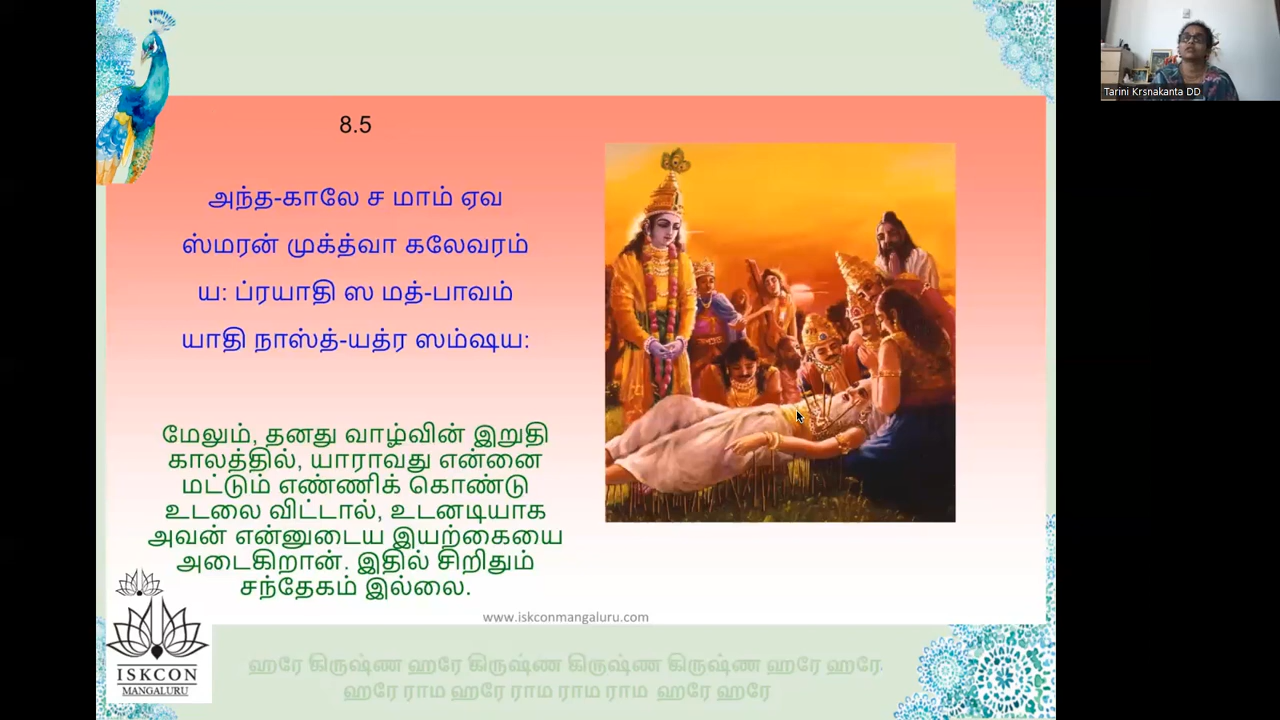 Tarini Krsnakanta DD
8.5
அந்த-காலே ச மாம் ஏவ
ஸ்மரன் முக்த்வா கலேவரம்
ய: ப்ரயாதி ஸ மத்-பாவம்
யாதி நாஸ்த்-யத்ர ஸம்ஷய:
மேலும், தனது வாழ்வின் இறுதி
காலத்தில், யாராவது என்னை
மட்டும் எண்ணிக் கொண்டு
உடலை விட்டால், உடனடியாக
அவன் என்னுடைய இயற்கையை
அடைகிறான். இதில் சிறிதும்
சந்தேகம் இல்லை.
www.iskconmangaluru.com
ISKCON
MANGALURU
ஹரே கிருஷ்ண ஹரே கிருஷ்ண கிருஷ்ண கிருஷ்ண ஹரே ஹரே
ஹரே ராம ஹரே ராம ராம ராம ஹரே ஹரே